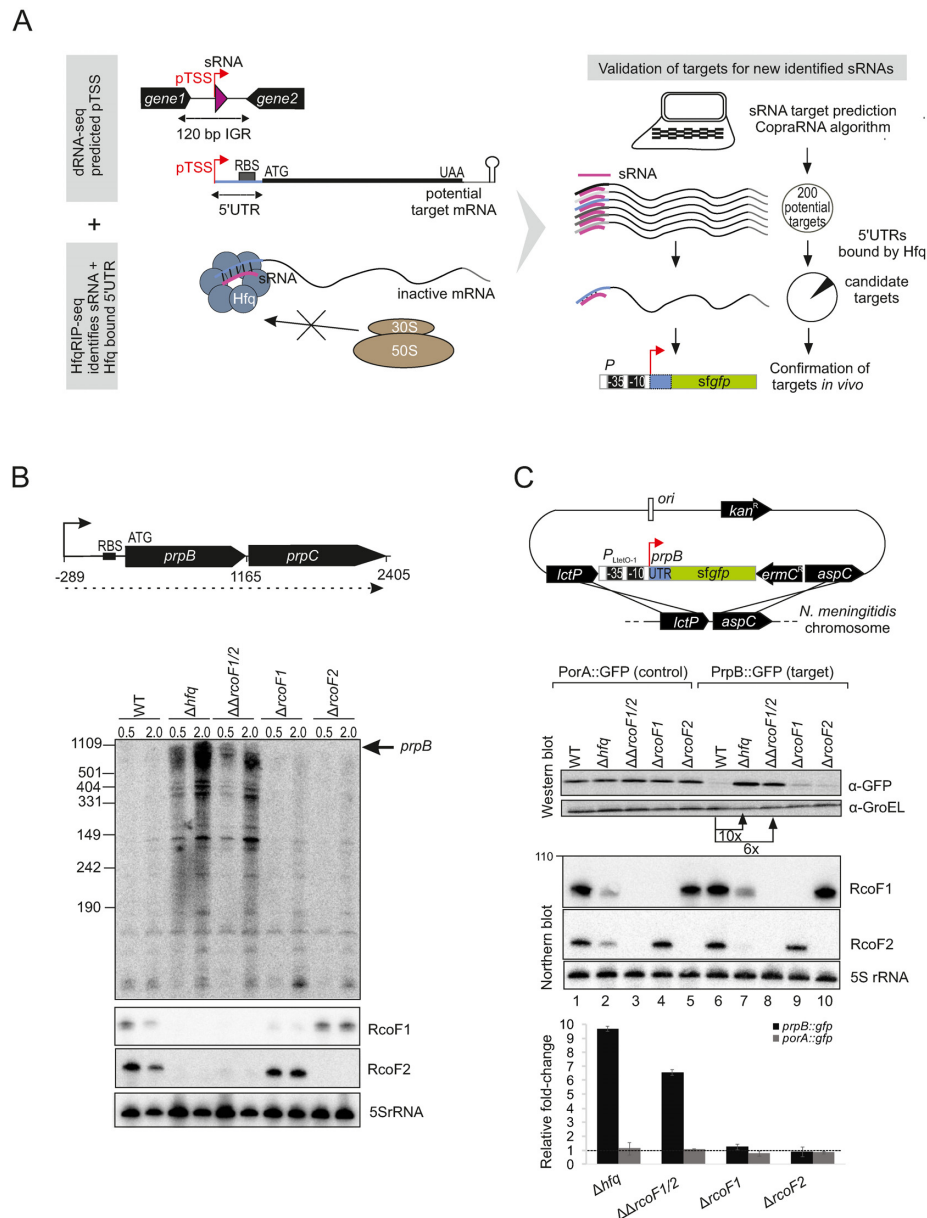 A
dRNA-seq
predicted pTSS
+
HfqRIP-seq
identifies sRNA +
Hfq bound 5'UTR
sRNA
pTSS
gene1
gene2
120 bp IGR
pTSS
RBS
ATG
UAA
5'UTR
potential
target mRNA
sRNA
Hfq
inactive mRNA
30S
50S
Validation of targets for new identified sRNAs
sRNA target prediction
CopraRNA algorithm
sRNA
200
potential
targets
5'UTRs
bound by Hfq
candidate
targets
P
-35 -10
sfgfp
Confirmation of
targets in vivo
B
RBS
ATG
prpB
prpC
-289
1165
2405
WT
Δhfq
ΔΔrcoF1/2
ΔrcoF1
ΔrcoF2
0.5 2.0 0.5 2.0 0.5 2.0 0.5 2.0 0.5 2.0
1109
prpB
501
404
331
149
242
190
RcoF1
RcoF2
5SrRNA
C
ori
kanR
PLtetO-1
prpB
lctP
-35 -10
UTR
sfgfp
ermCR
aspC
lctP
aspC
N. meningitidis
chromosome
PorA::GFP (control)
PrpB::GFP (target)
WT Δhfq ΔΔrcoF1/2 ΔrcoF1 ΔrcoF2 WT Δhfq ΔΔrcoF1/2 ΔrcoF1 ΔrcoF2
Western blot
α-GFP
α-GroEL
10x
6x
110
Northern blot
RcoF1
RcoF2
5S rRNA
1 2 3 4 5 6 7 8 9 10
Relative fold-change
10
9
8
7
6
5
4
3
2
1
0
prpB::gfp
porA::gfp
Δhfq
ΔΔrcoF1/2
ΔrcoF1
ΔrcoF2